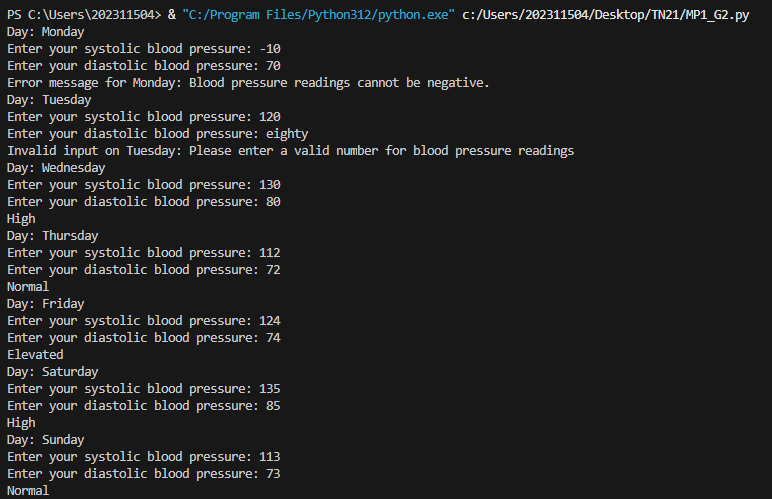 PS C:\Users\202311504> & "C:/Program Files/Python312/python.exe" c:/Users/202311504/Desktop/TN21/MP1_G2.py
Day: Monday
Enter your systolic blood pressure: -10
Enter your diastolic blood pressure: 70
Error message for Monday: Blood pressure readings cannot be negative.
Day: Tuesday
Enter your systolic blood pressure: 120
Enter your diastolic blood pressure: eighty
Invalid input on Tuesday: Please enter a valid number for blood pressure readings
Day: Wednesday
Enter your systolic blood pressure: 130
Enter your diastolic blood pressure: 80
High
Day: Thursday
Enter your systolic blood pressure: 112
Enter your diastolic blood pressure: 72
Normal
Day: Friday
Enter your systolic blood pressure: 124
Enter your diastolic blood pressure: 74
Elevated
Day: Saturday
Enter your systolic blood pressure: 135
Enter your diastolic blood pressure: 85
High
Day: Sunday
Enter your systolic blood pressure: 113
Enter your diastolic blood pressure: 73
Normal